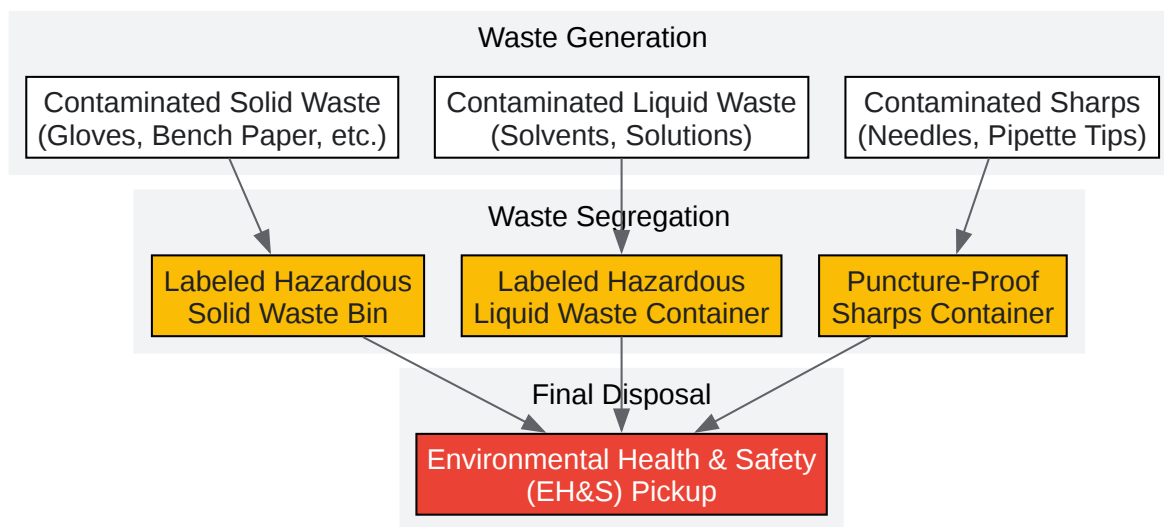 Waste Generation
Contaminated Solid Waste
(Gloves, Bench Paper, etc.)
Contaminated Liquid Waste
(Solvents, Solutions)
Contaminated Sharps
(Needles, Pipette Tips)
Waste Segregation
Labeled Hazardous
Solid Waste Bin
Labeled Hazardous
Liquid Waste Container
Puncture-Proof
Sharps Container
Final Disposal
Environmental Health & Safety
(EH&S) Pickup